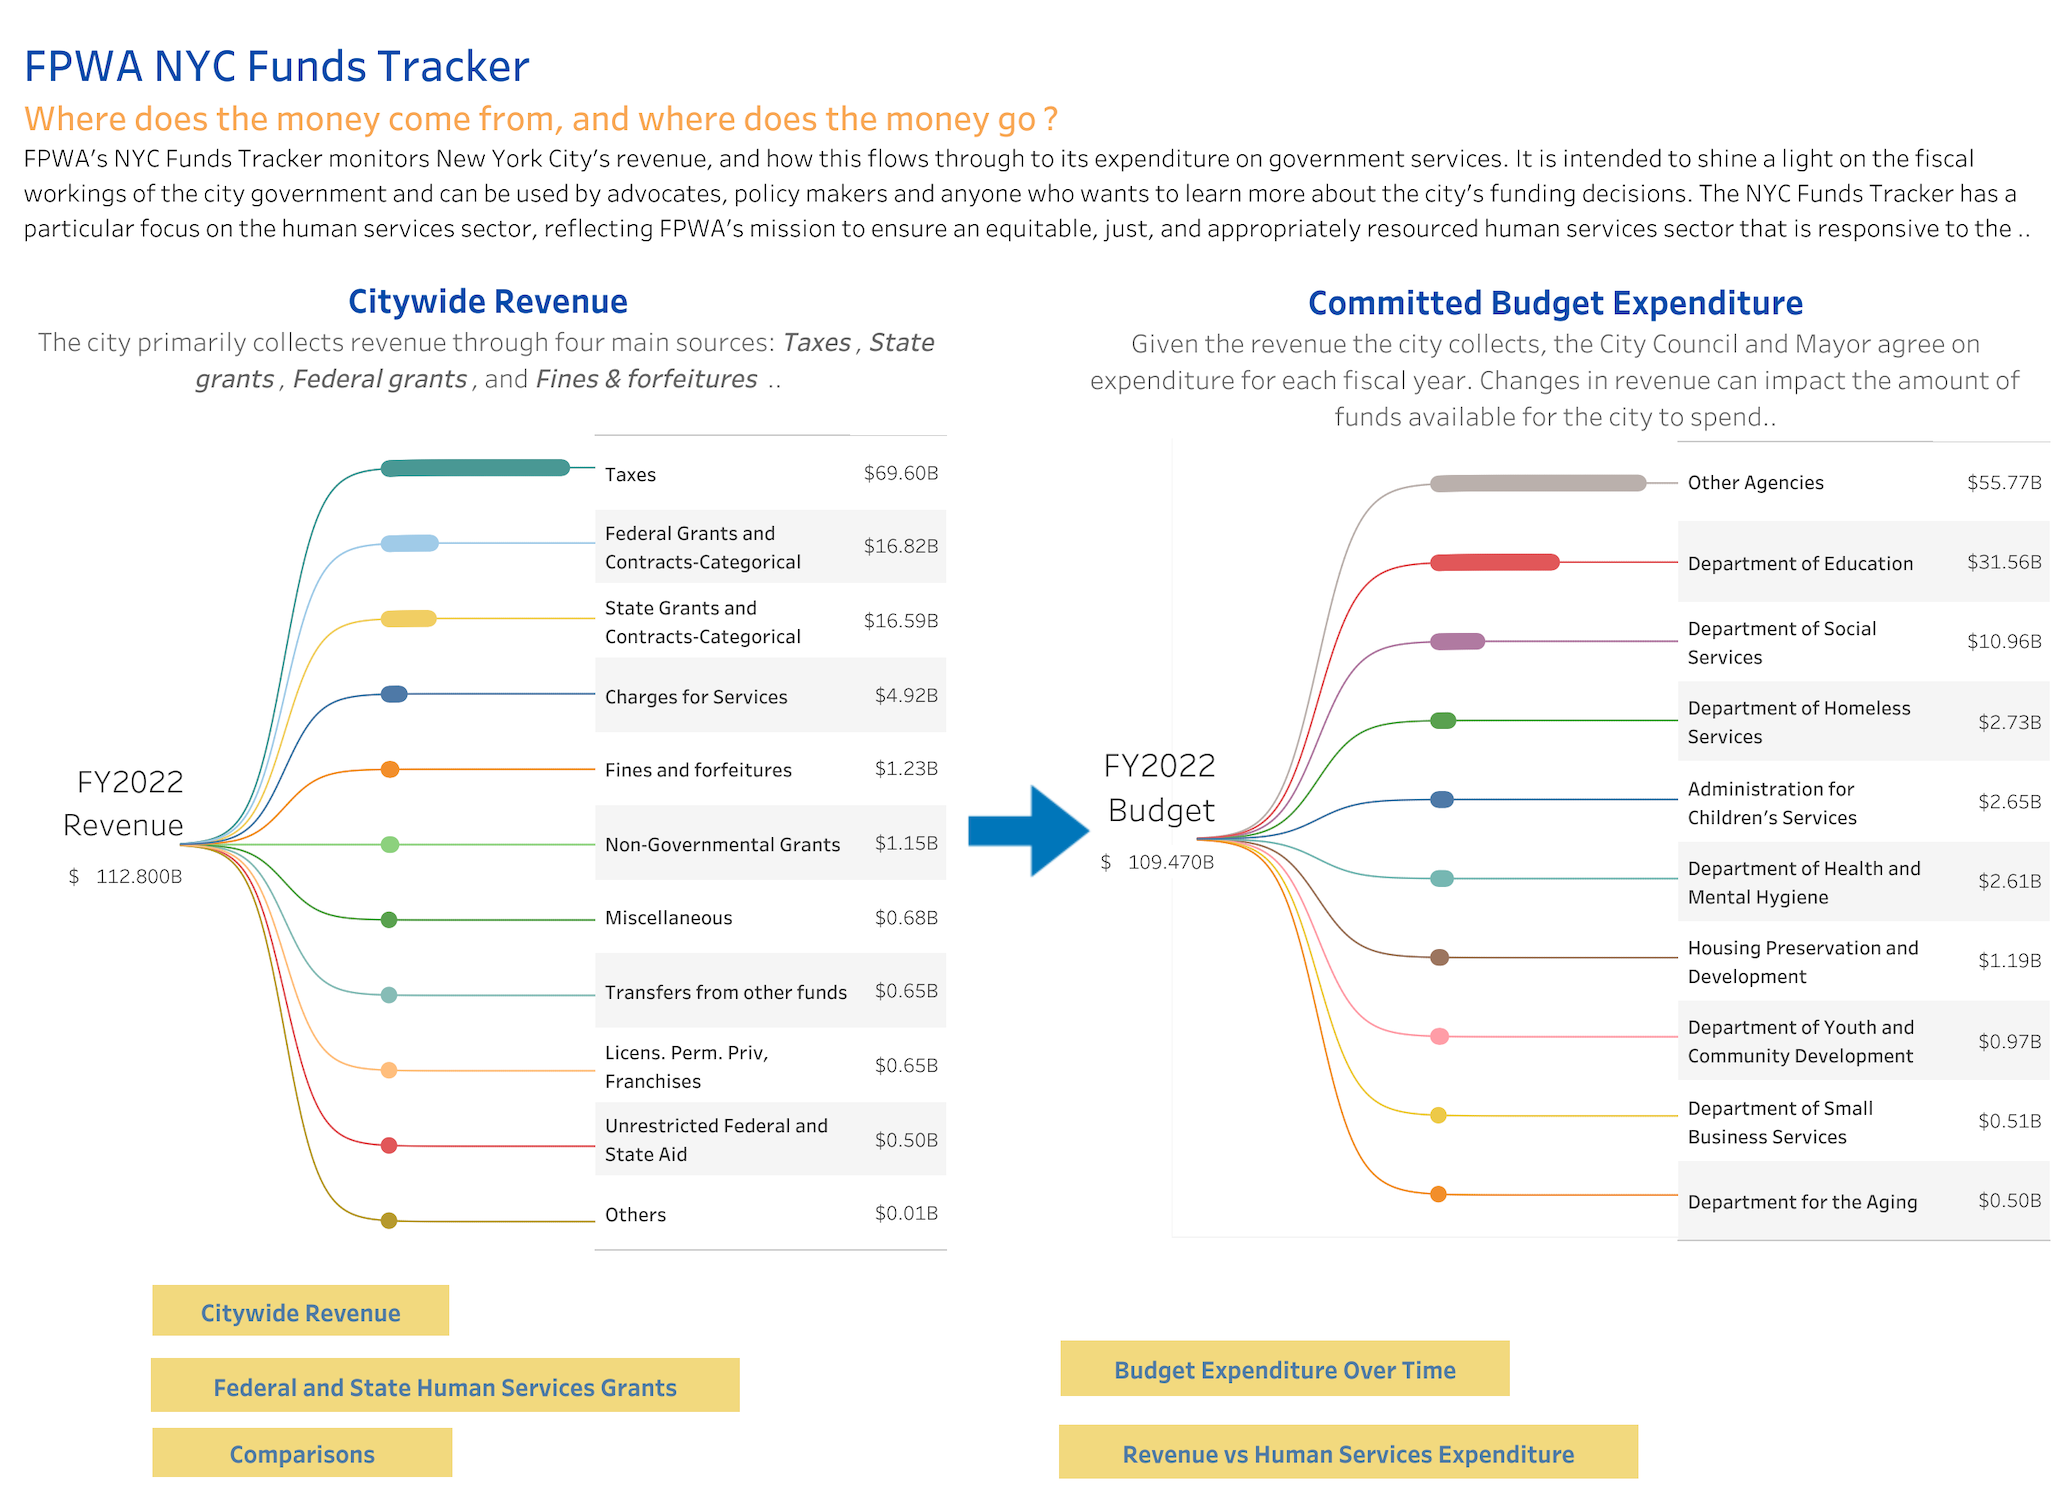 FPWA NYC Funds Tracker
Where does the money come from, and where does the money go ?
FPWA’s NYC Funds Tracker monitors New York City’s revenue, and how this flows through to its expenditure on government services. It is intended to shine a light on the fiscal
workings of the city government and can be used by advocates, policy makers and anyone who wants to learn more about the city’s funding decisions. The NYC Funds Tracker has a
particular focus on the human services sector, reflecting FPWA’s mission to ensure an equitable, just, and appropriately resourced human services sector that is responsive to the ..
Citywide Revenue
The city primarily collects revenue through four main sources: Taxes , State
grants , Federal grants , and Fines & forfeitures ..
FY2022
Revenue
$ 112.800B
Taxes $69.60B
Federal Grants and
Contracts-Categorical $16.82B
State Grants and
Contracts-Categorical $16.59B
Charges for Services $4.92B
Fines and forfeitures $1.23B
Non-Governmental Grants $1.15B
Miscellaneous $0.68B
Transfers from other funds $0.65B
Licens. Perm. Priv,
Franchises $0.65B
Unrestricted Federal and
State Aid $0.50B
Others $0.01B
Committed Budget Expenditure
Given the revenue the city collects, the City Council and Mayor agree on
expenditure for each fiscal year. Changes in revenue can impact the amount of
funds available for the city to spend..
FY2022
Budget
$ 109.470B
Other Agencies $55.77B
Department of Education $31.56B
Department of Social
Services $10.96B
Department of Homeless
Services $2.73B
Administration for
Children’s Services $2.65B
Department of Health and
Mental Hygiene $2.61B
Housing Preservation and
Development $1.19B
Department of Youth and
Community Development $0.97B
Department of Small
Business Services $0.51B
Department for the Aging $0.50B
Citywide Revenue
Federal and State Human Services Grants
Comparisons
Budget Expenditure Over Time
Revenue vs Human Services Expenditure